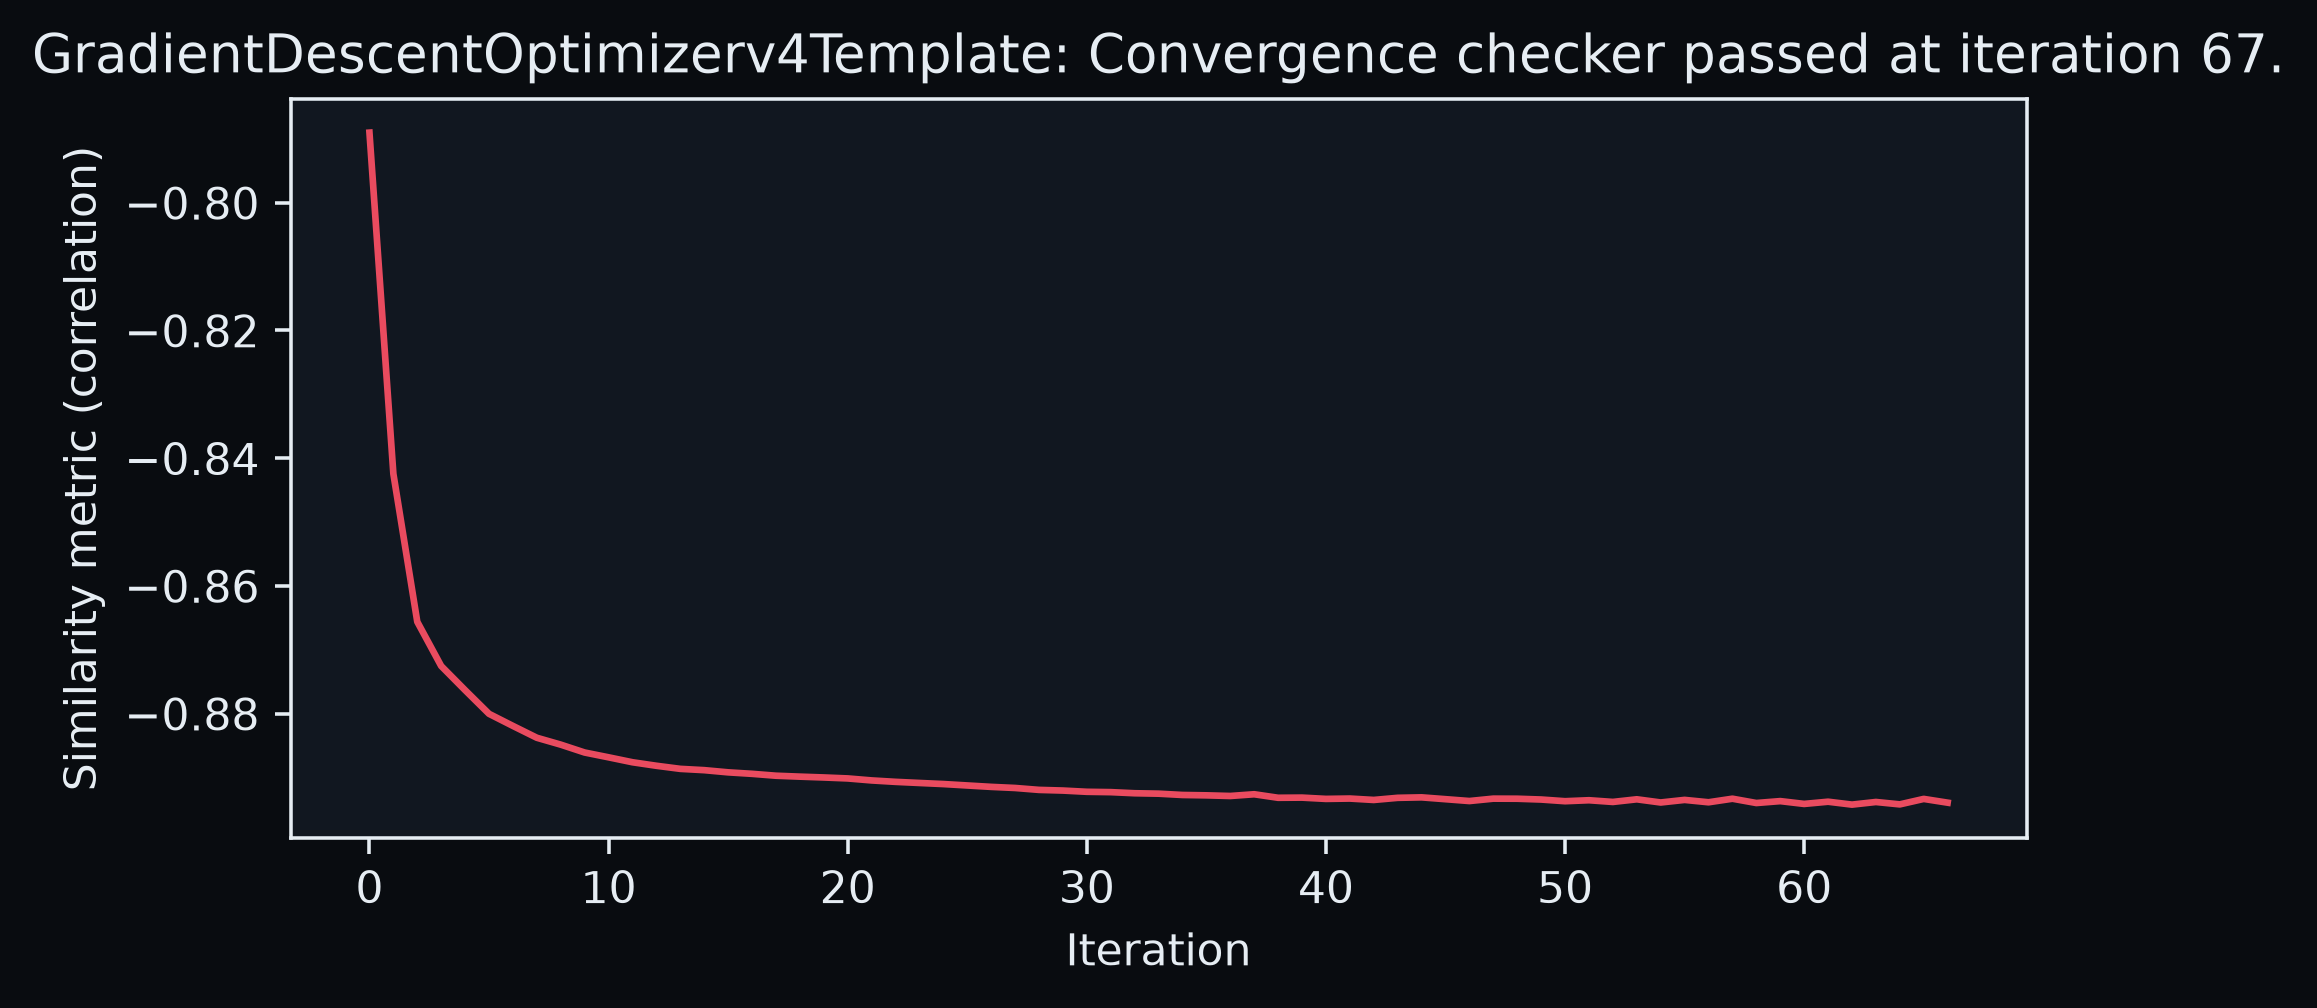 GradientDescentOptimizerv4Template: Convergence checker passed at iteration 67.
Similarity metric (correlation)
−0.80
−0.82
−0.84
−0.86
−0.88
0 10 20 30 40 50 60
Iteration